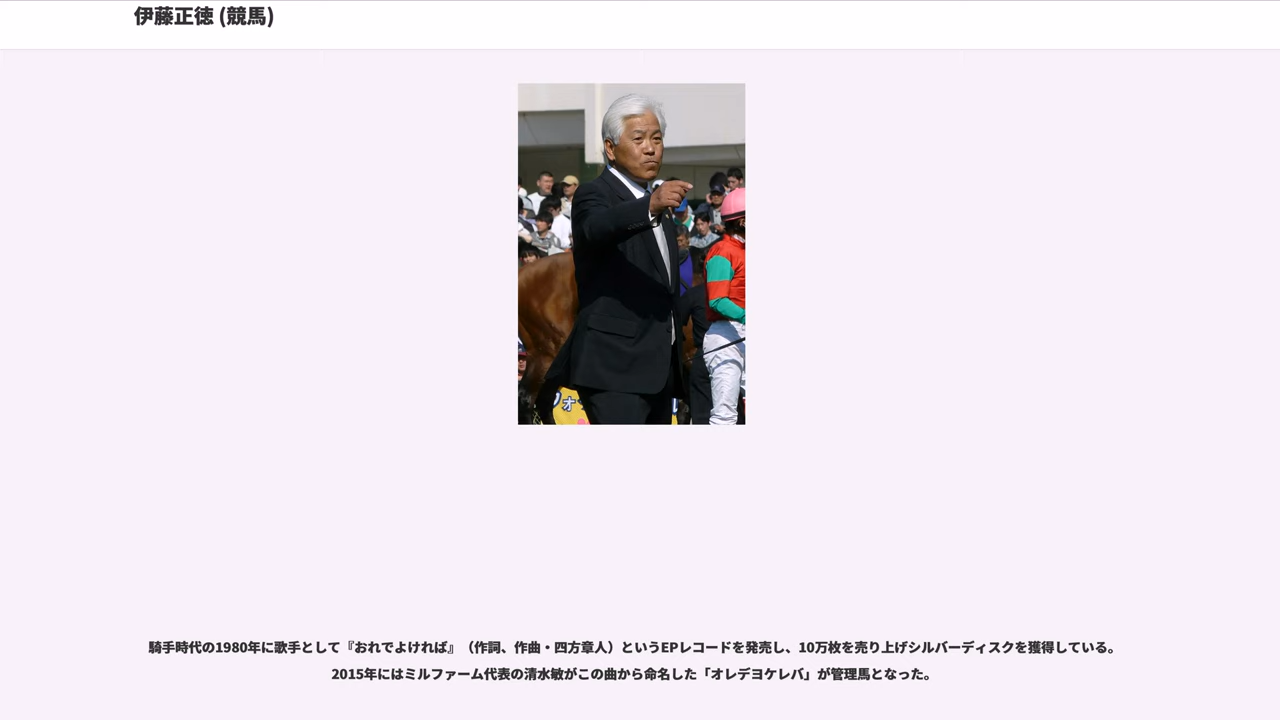 伊藤正徳 (競馬)
騎手時代の1980年に歌手として『おれでよければ』（作詞、作曲・四方章人）というEPレコードを発売し、10万枚を売り上げシルバーディスクを獲得している。
2015年にはミルファーム代表の清水敏がこの曲から命名した「オレデヨケレバ」が管理馬となった。